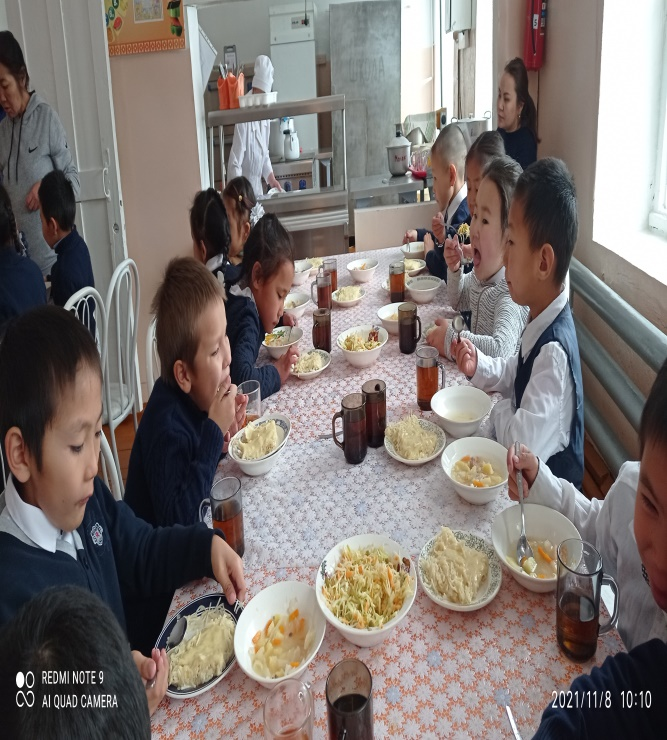 REDMI NOTE 9
AI QUAD CAMERA
2021/11/8 10:10